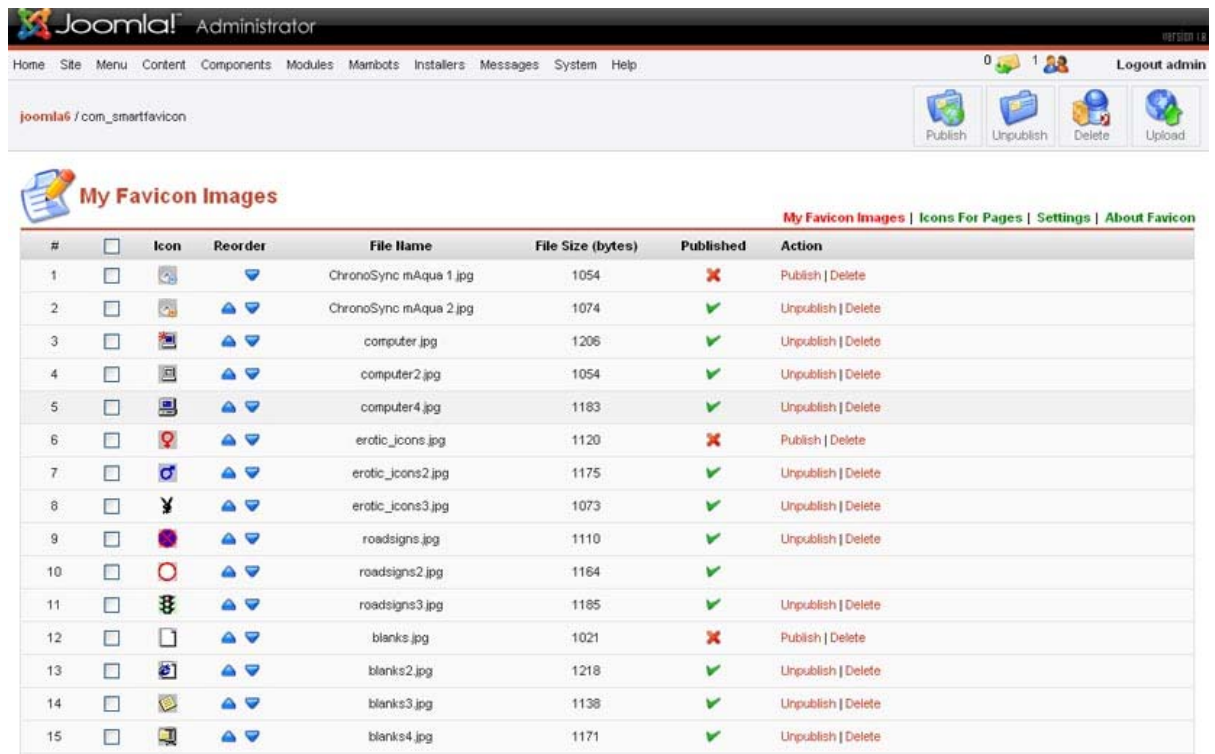 Joomla! Administrator
version 1.0
Home Site Menu Content Components Modules Mambots Installers Messages System Help 0 1 Logout admin
joomla6 / com_smartfavicon
Publish Unpublish Delete Upload
My Favicon Images
My Favicon Images | Icons For Pages | Settings | About Favicon
# Icon Reorder File Name File Size (bytes) Published Action
1 ChronoSync mAqua 1.jpg 1054 Publish | Delete
2 ChronoSync mAqua 2.jpg 1074 Unpublish | Delete
3 computer.jpg 1206 Unpublish | Delete
4 computer2.jpg 1054 Unpublish | Delete
5 computer4.jpg 1183 Unpublish | Delete
6 erotic_icons.jpg 1120 Publish | Delete
7 erotic_icons2.jpg 1175 Unpublish | Delete
8 erotic_icons3.jpg 1073 Unpublish | Delete
9 roadsigns.jpg 1110 Unpublish | Delete
10 roadsigns2.jpg 1164
11 roadsigns3.jpg 1185 Unpublish | Delete
12 blanks.jpg 1021 Publish | Delete
13 blanks2.jpg 1218 Unpublish | Delete
14 blanks3.jpg 1138 Unpublish | Delete
15 blanks4.jpg 1171 Unpublish | Delete